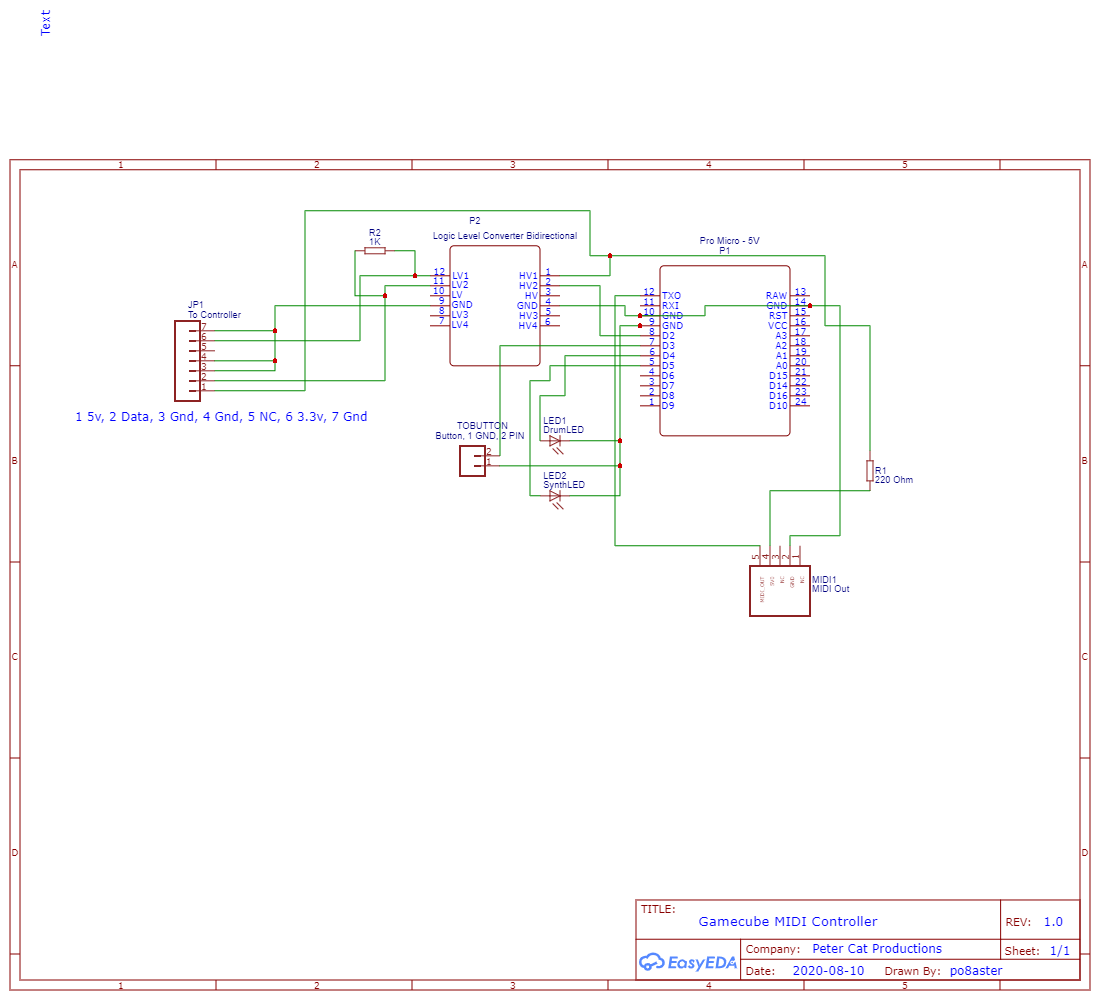 Text
1 2 3 4 5
A
B
C
D
A
B
C
D
1 2 3 4 5
P2
Logic Level Converter Bidirectional
12 LV1
11 LV2
10 LV
9 GND
8 LV3
7 LV4
HV1 1
HV2 2
HV 3
GND 4
HV3 5
HV4 6
R2
1K
Pro Micro - 5V
P1
12 TXO
11 RXI
10 GND
9 GND
8 D2
7 D3
6 D4
5 D5
4 D6
3 D7
2 D8
1 D9
RAW 13
GND 14
RST 15
VCC 16
A3 17
A2 18
A1 19
A0 20
D15 21
D14 22
D16 23
D10 24
JP1
To Controller
7
6
5
4
3
2
1
1 5v, 2 Data, 3 Gnd, 4 Gnd, 5 NC, 6 3.3v, 7 Gnd
TOBUTTON
Button, 1 GND, 2 PIN
2
1
LED1
DrumLED
LED2
SynthLED
R1
220 Ohm
5 4 3 2 1
MIDI_OUT 5V0 NC GND NC
MIDI1
MIDI Out
TITLE:
Gamecube MIDI Controller
REV: 1.0
EasyEDA
Company: Peter Cat Productions
Sheet: 1/1
Date: 2020-08-10 Drawn By: po8aster